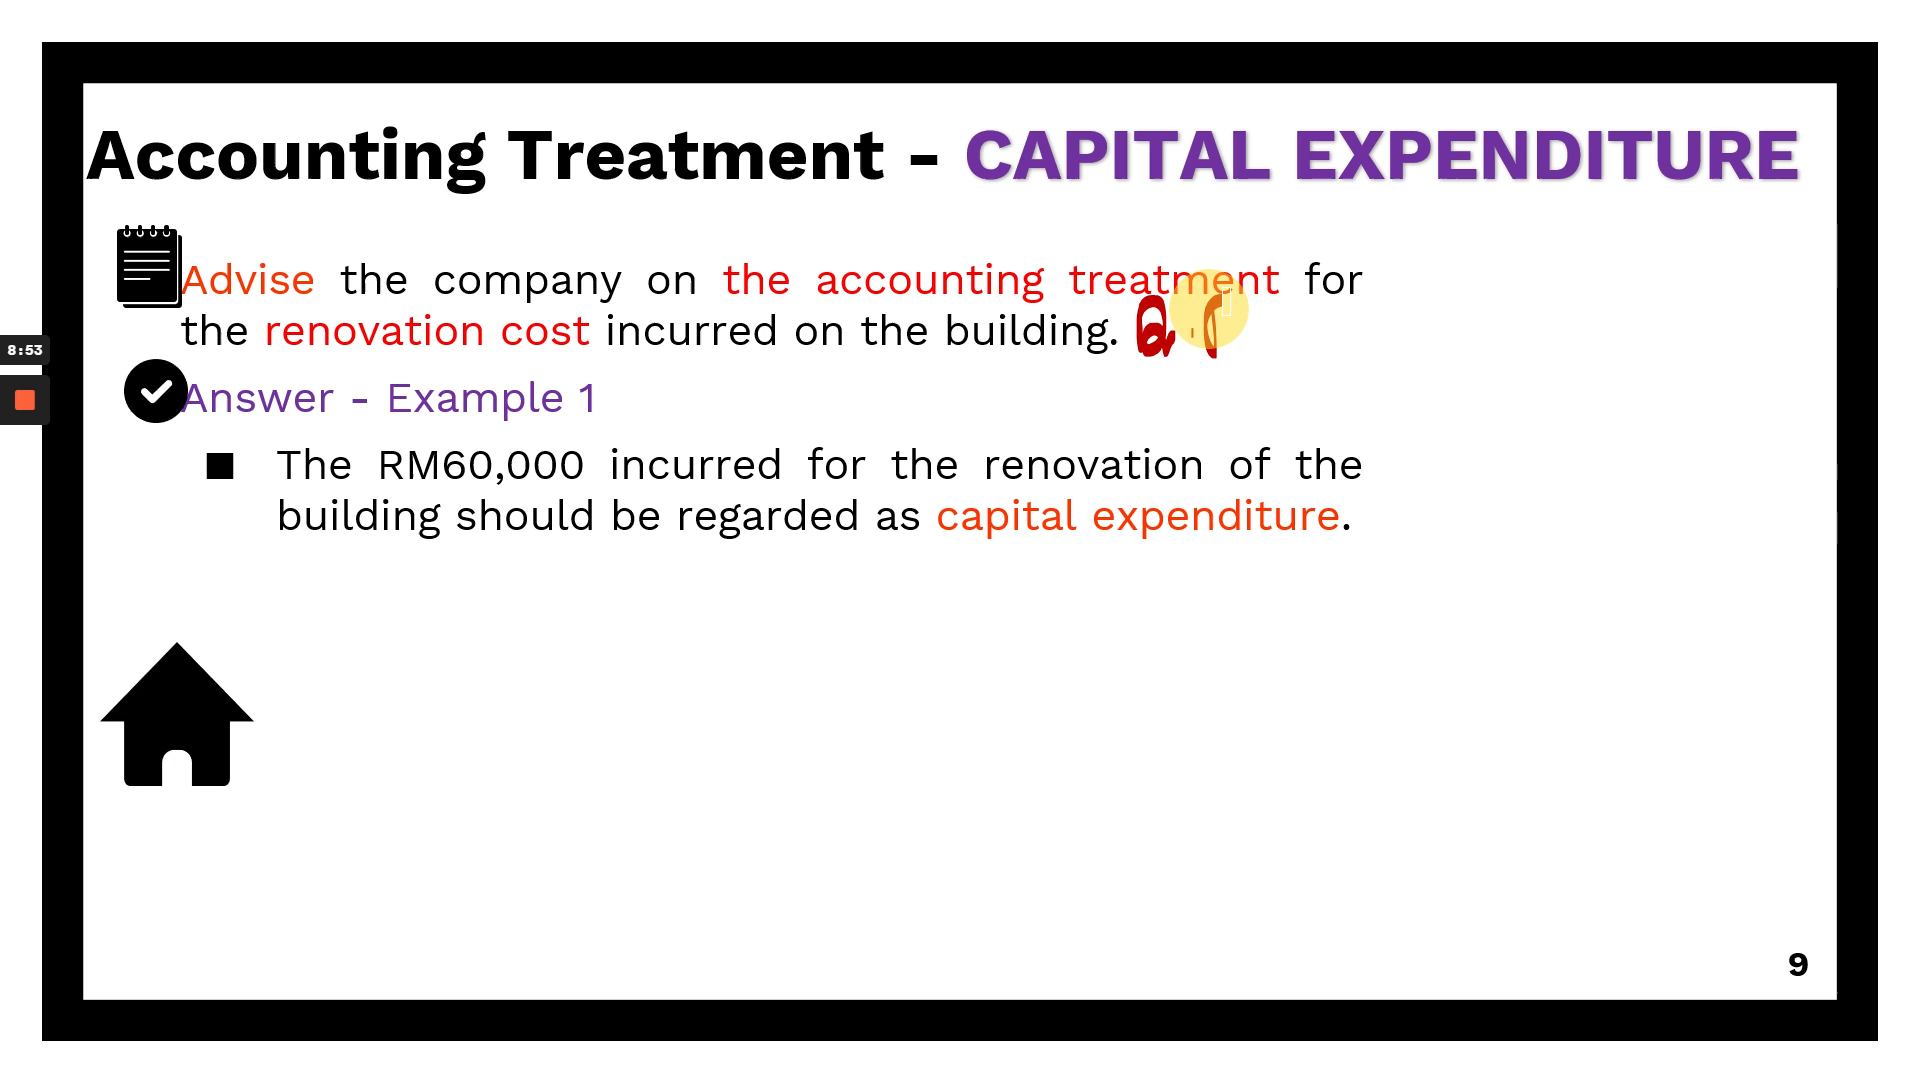 Accounting Treatment - CAPITAL EXPENDITURE
Advise the company on the accounting treatment for
the renovation cost incurred on the building.
8:53
Answer - Example 1
The RM60,000 incurred for the renovation of the
building should be regarded as capital expenditure.
9